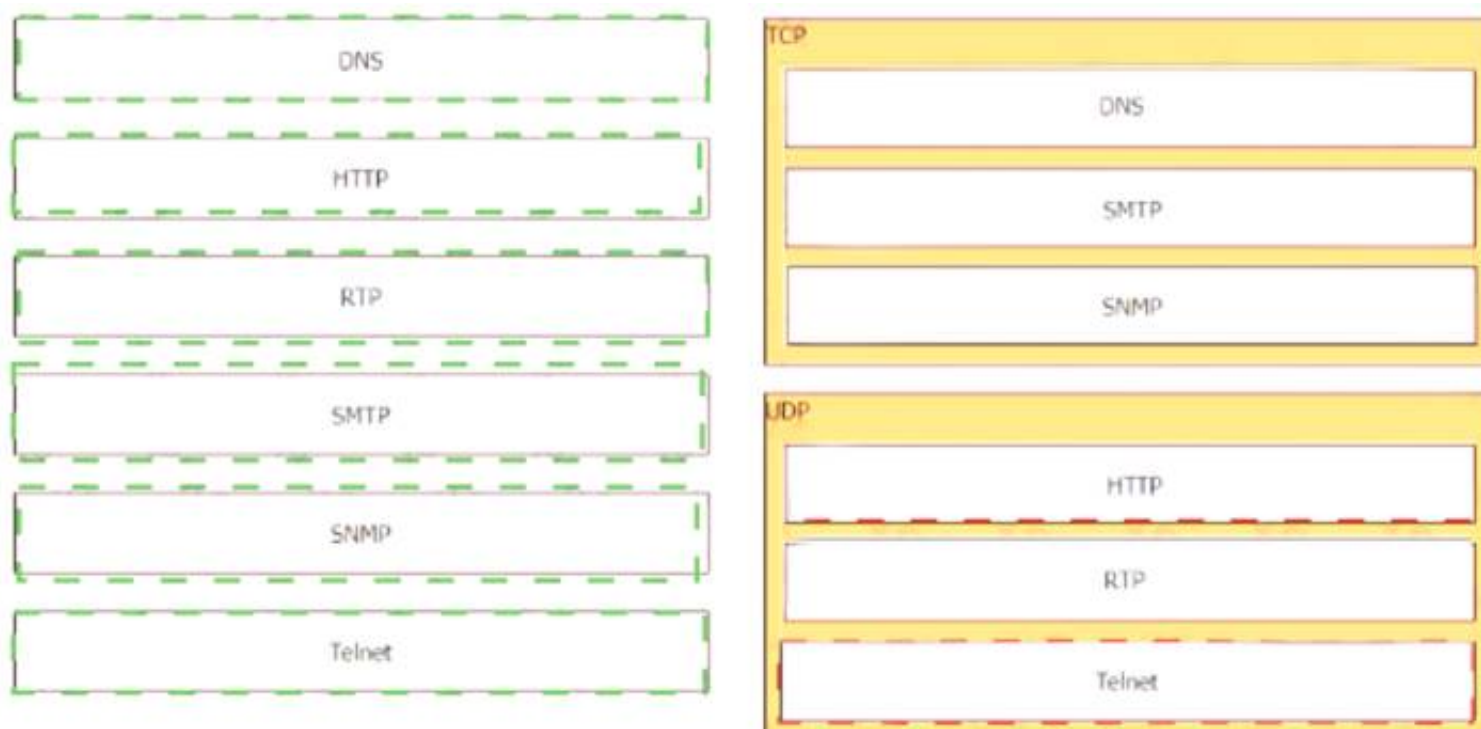 DNS
HTTP
RTP
SMTP
SNMP
Telnet
TCP
DNS
SMTP
SNMP
UDP
HTTP
RTP
Telnet